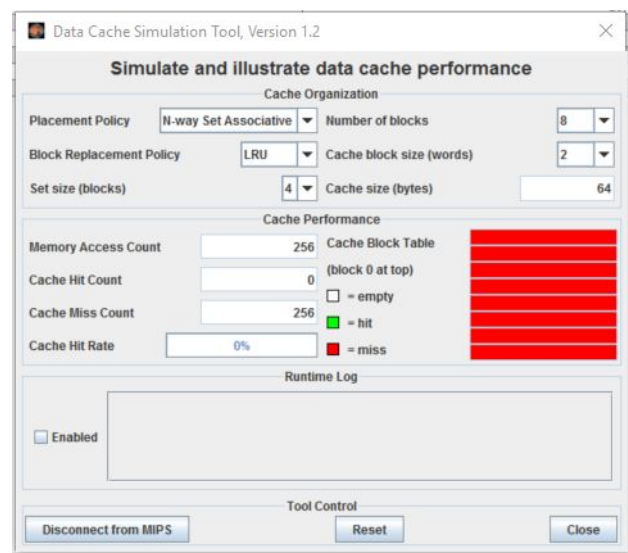 Data Cache Simulation Tool, Version 1.2
Simulate and illustrate data cache performance
Cache Organization
Placement Policy N-way Set Associative Number of blocks 8
Block Replacement Policy LRU Cache block size (words) 2
Set size (blocks) 4 Cache size (bytes) 64
Cache Performance
Memory Access Count 256 Cache Block Table
(block 0 at top)
Cache Hit Count 0
= empty
Cache Miss Count 256
= hit
Cache Hit Rate 0%
= miss
Runtime Log
Enabled
Tool Control
Disconnect from MIPS Reset Close